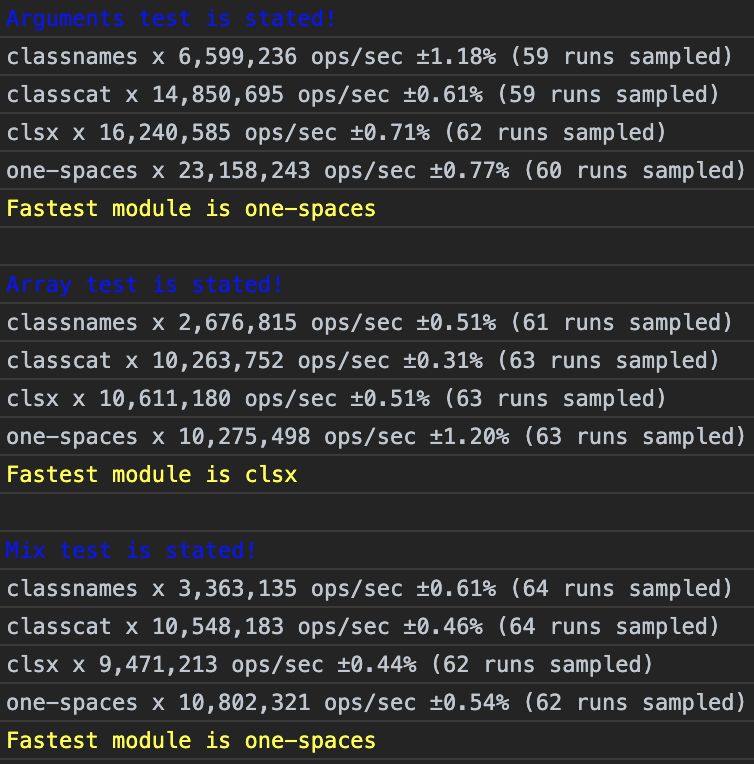 Arguments test is stated!
classnames x 6,599,236 ops/sec ±1.18% (59 runs sampled)
classcat x 14,850,695 ops/sec ±0.61% (59 runs sampled)
clsx x 16,240,585 ops/sec ±0.71% (62 runs sampled)
one-spaces x 23,158,243 ops/sec ±0.77% (60 runs sampled)
Fastest module is one-spaces
Array test is stated!
classnames x 2,676,815 ops/sec ±0.51% (61 runs sampled)
classcat x 10,263,752 ops/sec ±0.31% (63 runs sampled)
clsx x 10,611,180 ops/sec ±0.51% (63 runs sampled)
one-spaces x 10,275,498 ops/sec ±1.20% (63 runs sampled)
Fastest module is clsx
Mix test is stated!
classnames x 3,363,135 ops/sec ±0.61% (64 runs sampled)
classcat x 10,548,183 ops/sec ±0.46% (64 runs sampled)
clsx x 9,471,213 ops/sec ±0.44% (62 runs sampled)
one-spaces x 10,802,321 ops/sec ±0.54% (62 runs sampled)
Fastest module is one-spaces